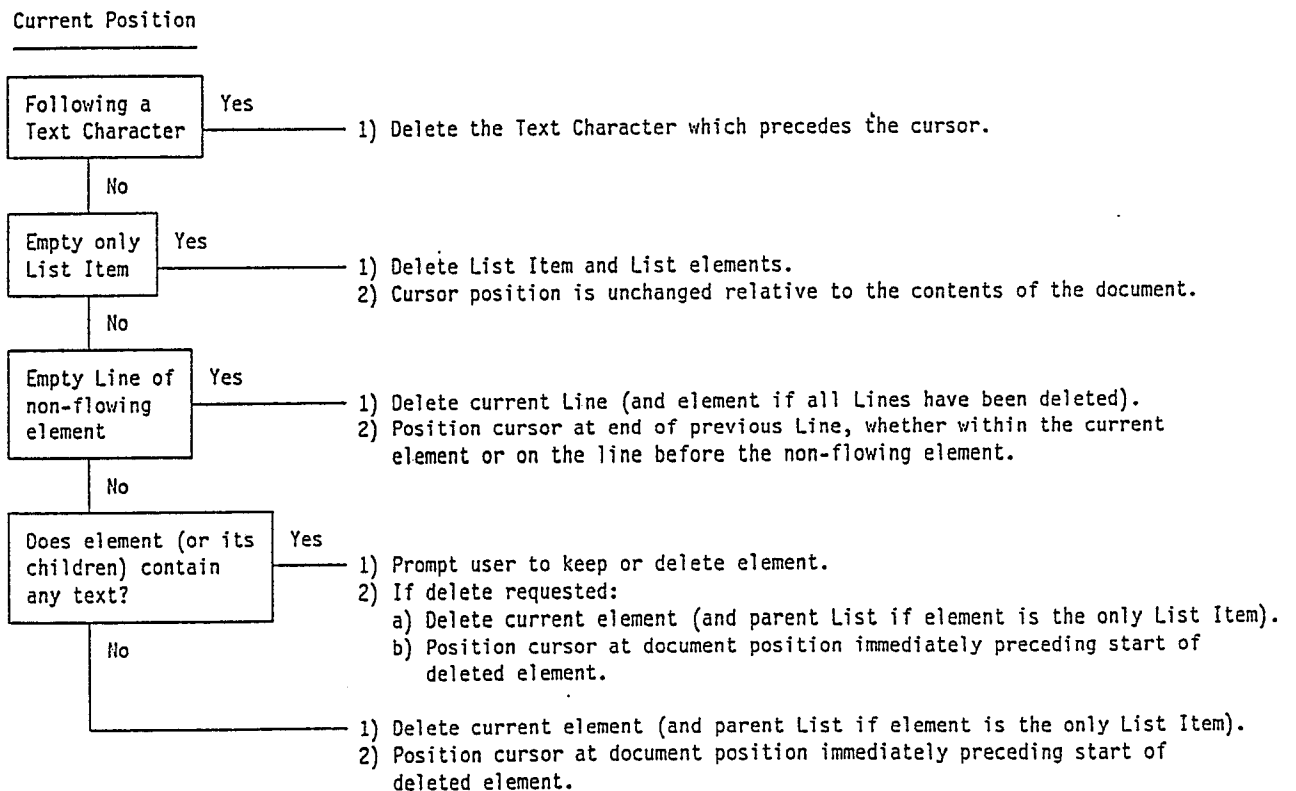 Current Position
Following a
Text Character
Yes
1) Delete the Text Character which precedes the cursor.
No
Empty only
List Item
Yes
1) Delete List Item and List elements.
2) Cursor position is unchanged relative to the contents of the document.
No
Empty Line of
non-flowing
element
Yes
1) Delete current Line (and element if all Lines have been deleted).
2) Position cursor at end of previous Line, whether within the current
element or on the line before the non-flowing element.
No
Does element (or its
children) contain
any text?
Yes
1) Prompt user to keep or delete element.
2) If delete requested:
a) Delete current element (and parent List if element is the only List Item).
b) Position cursor at document position immediately preceding start of
deleted element.
No
1) Delete current element (and parent List if element is the only List Item).
2) Position cursor at document position immediately preceding start of
deleted element.